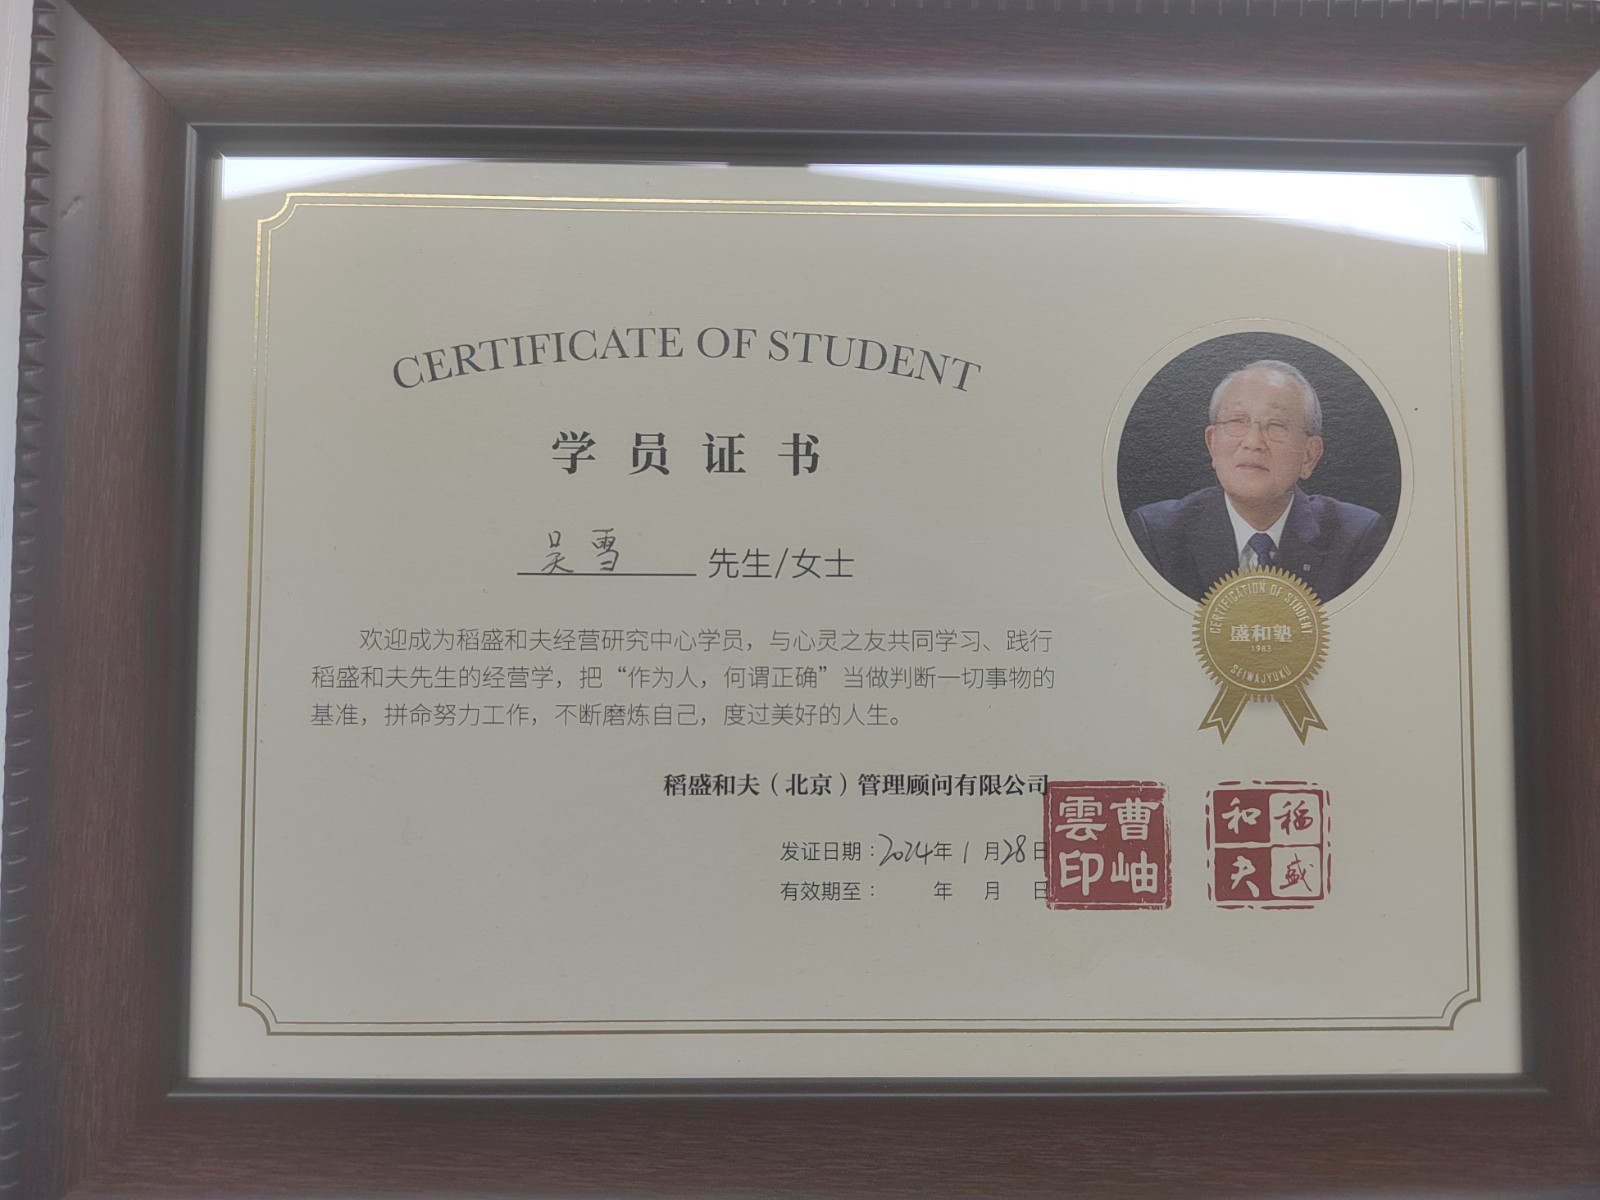 CERTIFICATE OF STUDENT
学员证书
吴雪 先生/女士
欢迎成为稻盛和夫经营研究中心学员，与心灵之友共同学习、践行
稻盛和夫先生的经营学，把“作为人，何谓正确”当做判断一切事物的
基准，拼命努力工作，不断磨炼自己，度过美好的人生。
CERTIFICATION OF STUDENT
盛和塾
1983
SEIWAJYUKU
稻盛和夫（北京）管理顾问有限公司
发证日期：2024年1月28日
有效期至： 年 月 日
曹岫雲印
稻盛和夫